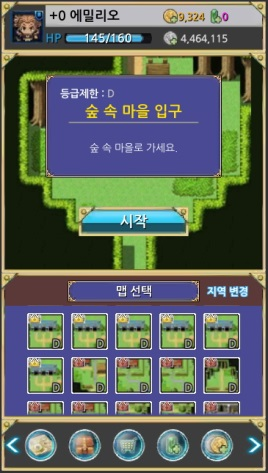 +0 에밀리오
9,324
0
HP 145/160
4,464,115
등급제한 : D
숲 속 마을 입구
숲 속 마을로 가세요.
시작
맵 선택
지역 변경
D D D D D
D D D D D